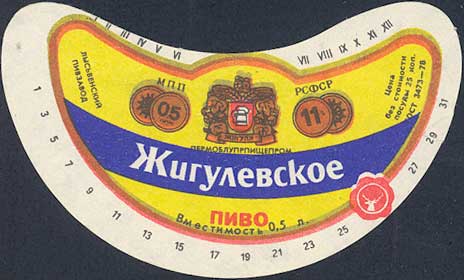 I II III IV V VI
VII VIII IX X XI XII
ЛЫСЬВЕНСКИЙ
ПИВЗАВОД
МПП
РСФСР
Цена
без стоимости
посуды 25 коп.
ГОСТ 3473—78
05
11
ПЕРМОБЛУПРПИЩЕПРОМ
Жигулевское
ПИВО
Вместимость 0,5 л.
1 3 5 7 9 11 13 15 17 19 21 23 25 27 29 31